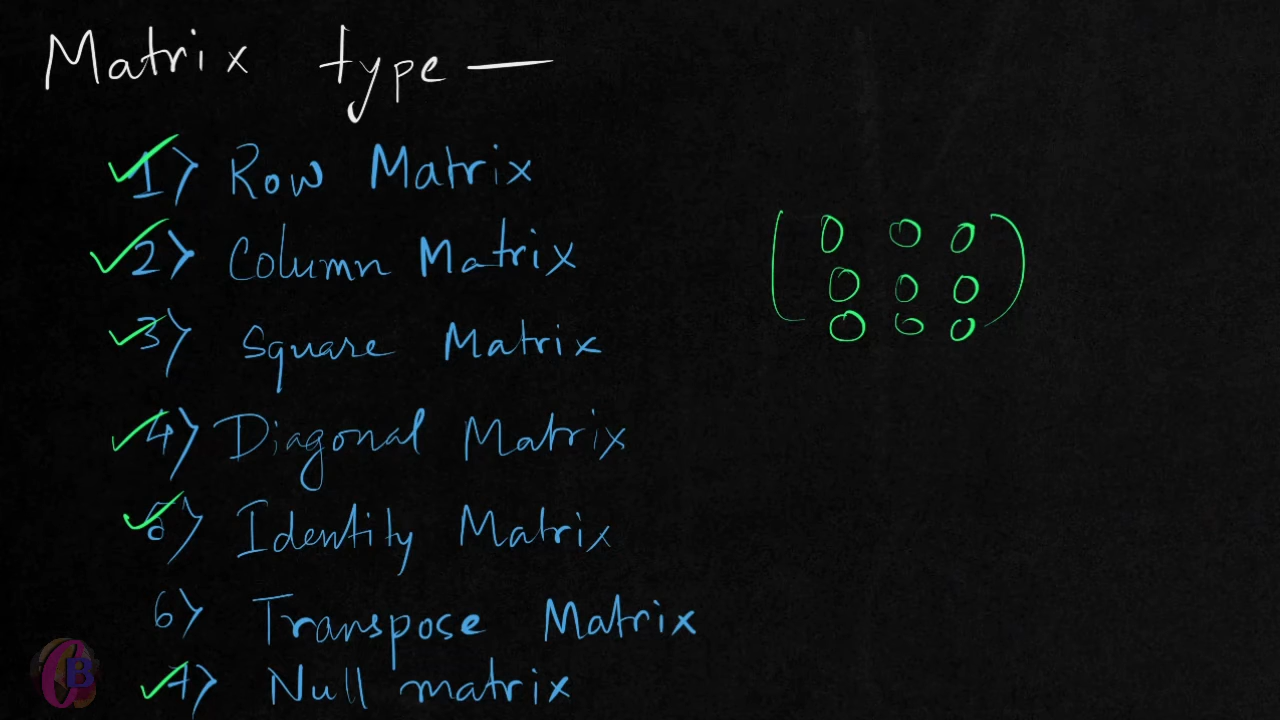 Matrix type —
1) Row Matrix
2) Column Matrix
3) Square Matrix
4) Diagonal Matrix
5) Identity Matrix
6) Transpose Matrix
7) Null matrix
0 0 0
0 0 0
0 0 0
CB